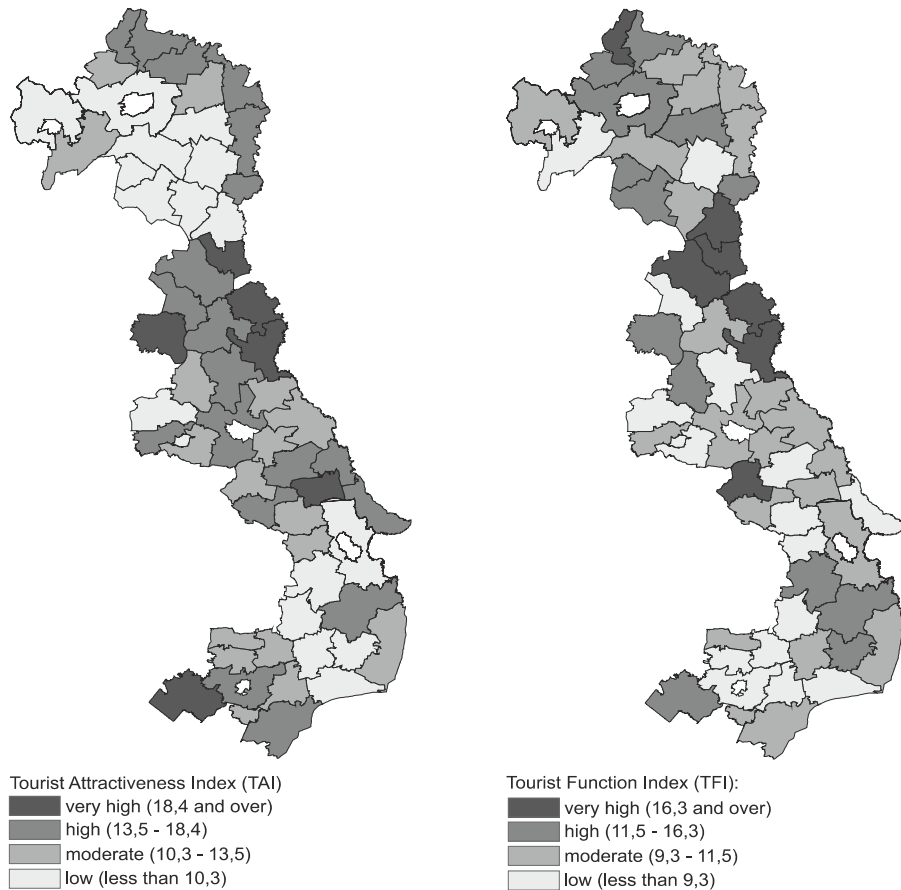 Tourist Attractiveness Index (TAI)
very high (18,4 and over)
high (13,5 - 18,4)
moderate (10,3 - 13,5)
low (less than 10,3)
Tourist Function Index (TFI):
very high (16,3 and over)
high (11,5 - 16,3)
moderate (9,3 - 11,5)
low (less than 9,3)